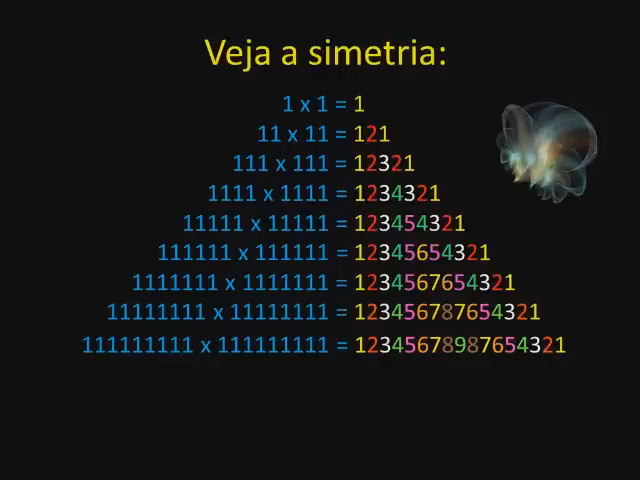 Veja a simetria:
1 x 1 = 1
11 x 11 = 121
111 x 111 = 12321
1111 x 1111 = 1234321
11111 x 11111 = 123454321
111111 x 111111 = 12345654321
1111111 x 1111111 = 1234567654321
11111111 x 11111111 = 123456787654321
111111111 x 111111111 = 12345678987654321